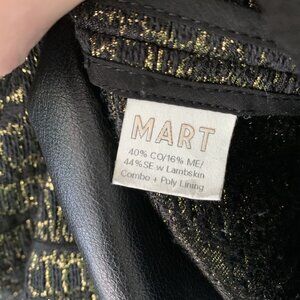 MART
40% CO/16% ME/
44%SE w Lambskin
Combo + Poly Lining